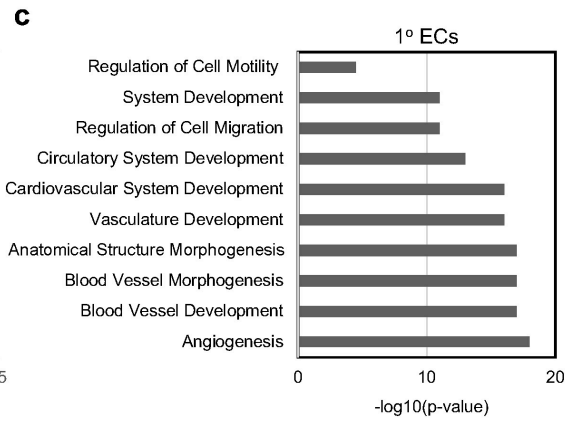 c
1º ECs
Regulation of Cell Motility
System Development
Regulation of Cell Migration
Circulatory System Development
Cardiovascular System Development
Vasculature Development
Anatomical Structure Morphogenesis
Blood Vessel Morphogenesis
Blood Vessel Development
Angiogenesis
5 0 10 20
-log10(p-value)